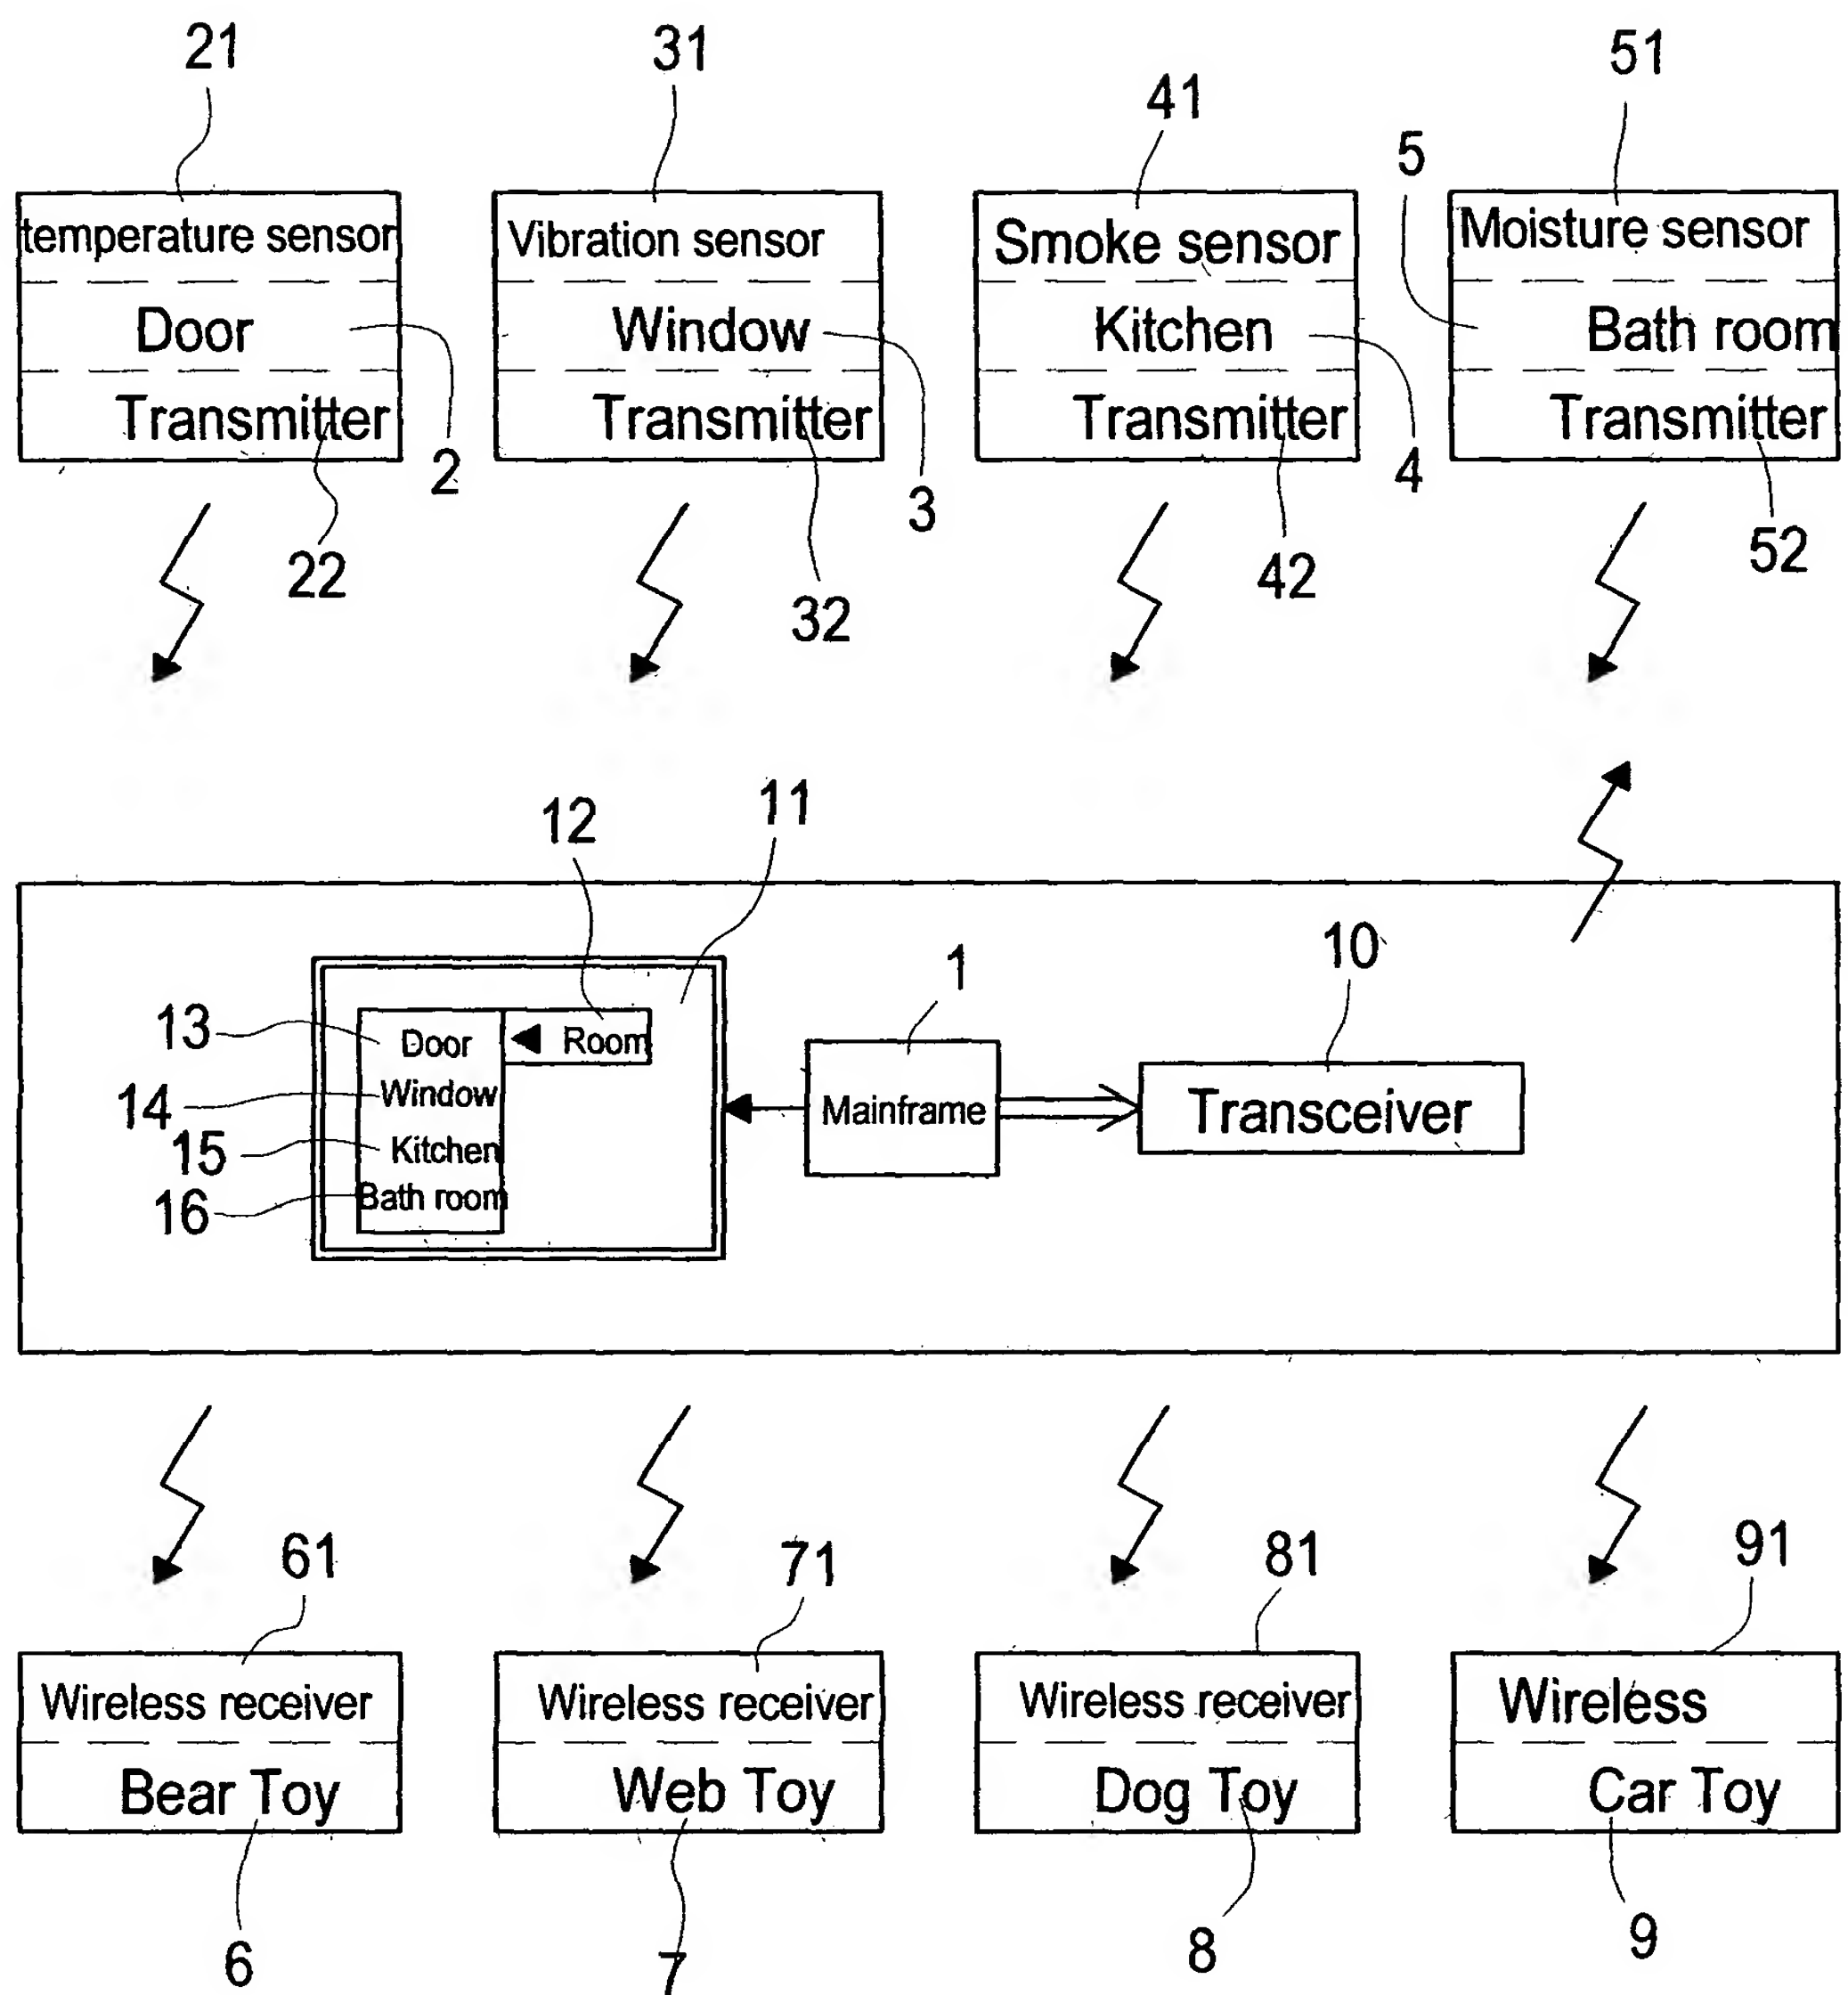 21
31
41
51
5
temperature sensor
Vibration sensor
Smoke sensor
Moisture sensor
Door
Window
Kitchen
Bath room
Transmitter
Transmitter
Transmitter
Transmitter
2
3
4
22
32
42
52
12
11
1
10
13
Door
Room
14
Window
Mainframe
Transceiver
15
Kitchen
16
Bath room
61
71
81
91
Wireless receiver
Wireless receiver
Wireless receiver
Wireless
Bear Toy
Web Toy
Dog Toy
Car Toy
6
7
8
9